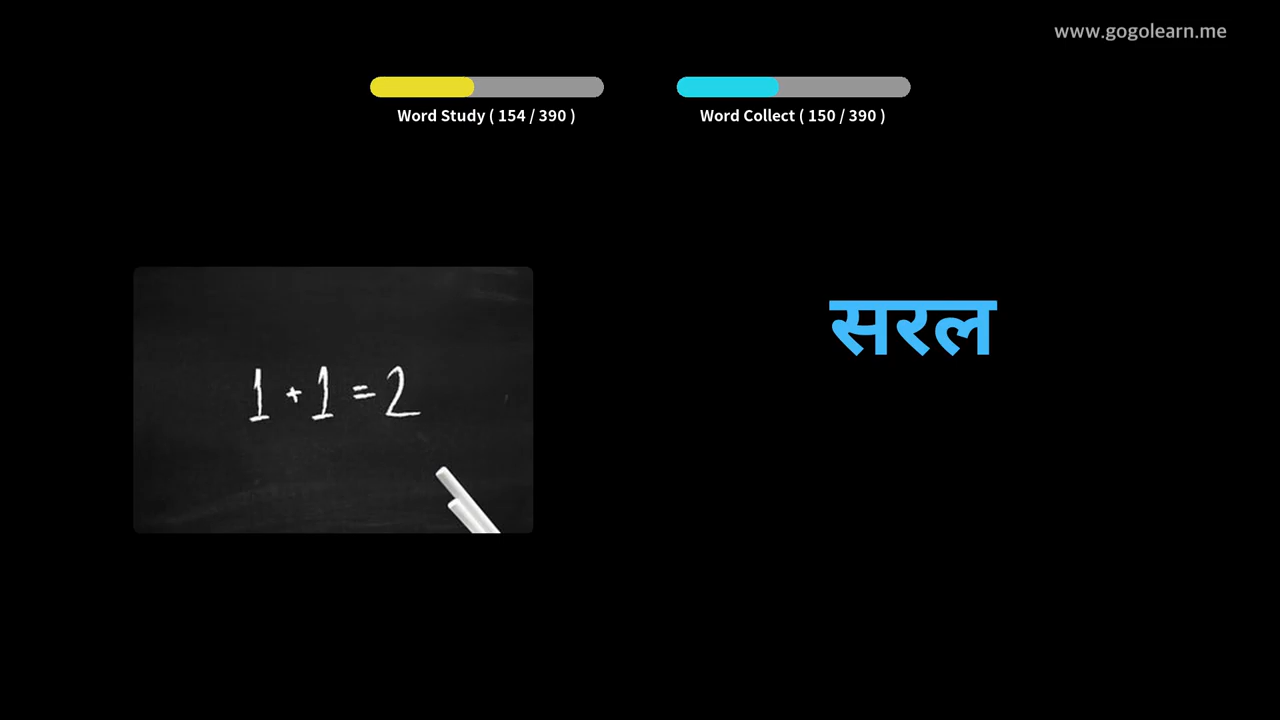 www.gogolearn.me
Word Study ( 154 / 390 )
Word Collect ( 150 / 390 )
सरल
1 + 1 = 2